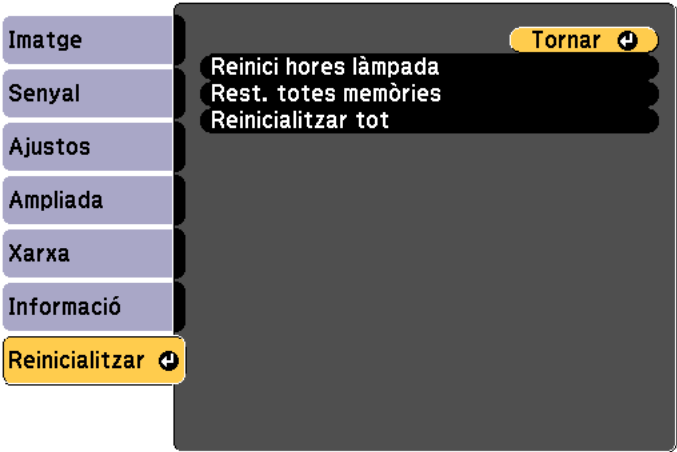 Imatge
Senyal
Ajustos
Ampliada
Xarxa
Informació
Reinicialitzar
Tornar
Reinici hores làmpada
Rest. totes memòries
Reinicialitzar tot